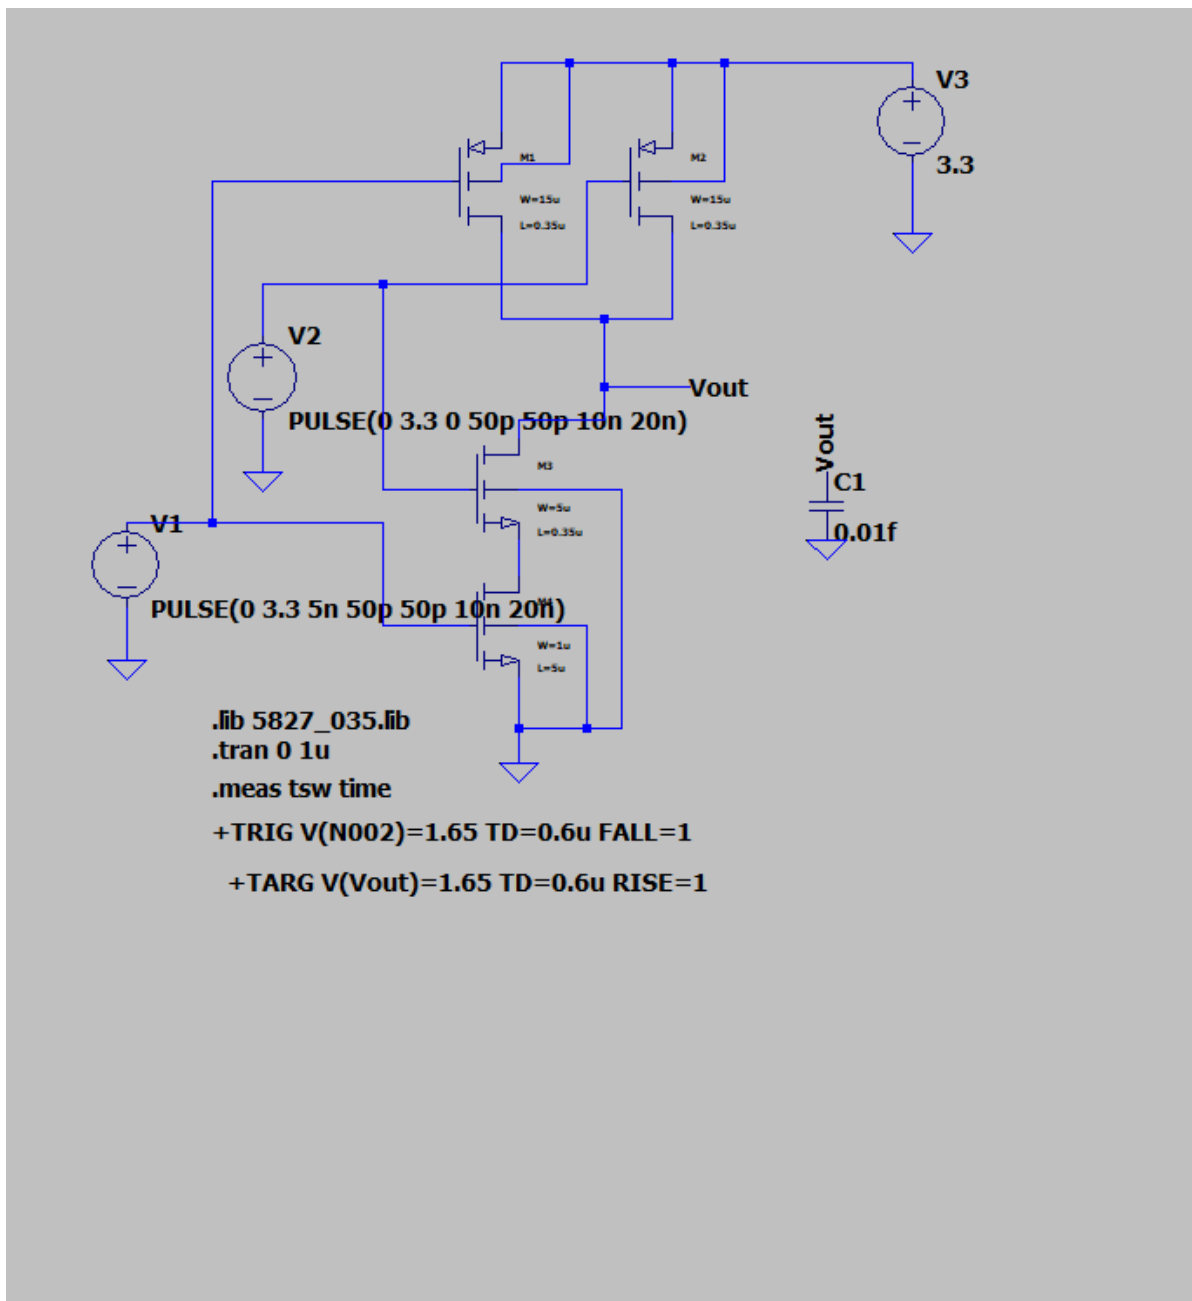 V3
3.3
M1
W=15u
L=0.35u
M2
W=15u
L=0.35u
V2
PULSE(0 3.3 0 50p 50p 10n 20n)
Vout
M3
W=5u
L=0.35u
Vout
C1
0.01f
V1
PULSE(0 3.3 5n 50p 50p 10n 20n)
W=1u
L=5u
.lib 5827_035.lib
.tran 0 1u
.meas tsw time
+TRIG V(N002)=1.65 TD=0.6u FALL=1
+TARG V(Vout)=1.65 TD=0.6u RISE=1